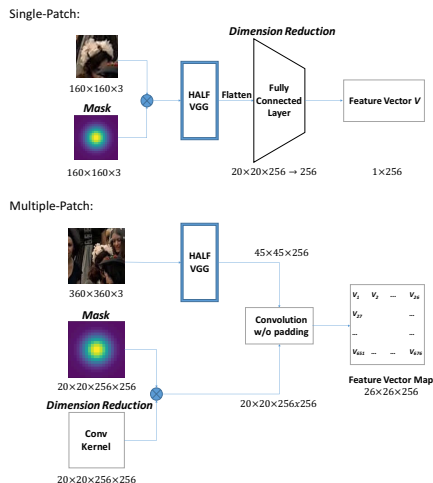 Single-Patch:
Dimension Reduction
160×160×3
Mask
160×160×3
HALF
VGG
Flatten
Fully
Connected
Layer
20×20×256 → 256
Feature Vector V
1×256
Multiple-Patch:
360×360×3
HALF
VGG
45×45×256
Mask
20×20×256×256
Dimension Reduction
Conv
Kernel
20×20×256×256
Convolution
w/o padding
20×20×256x256
V1 V2 ... V26
V27 ...
... ...
V651 ... ... V676
Feature Vector Map
26×26×256